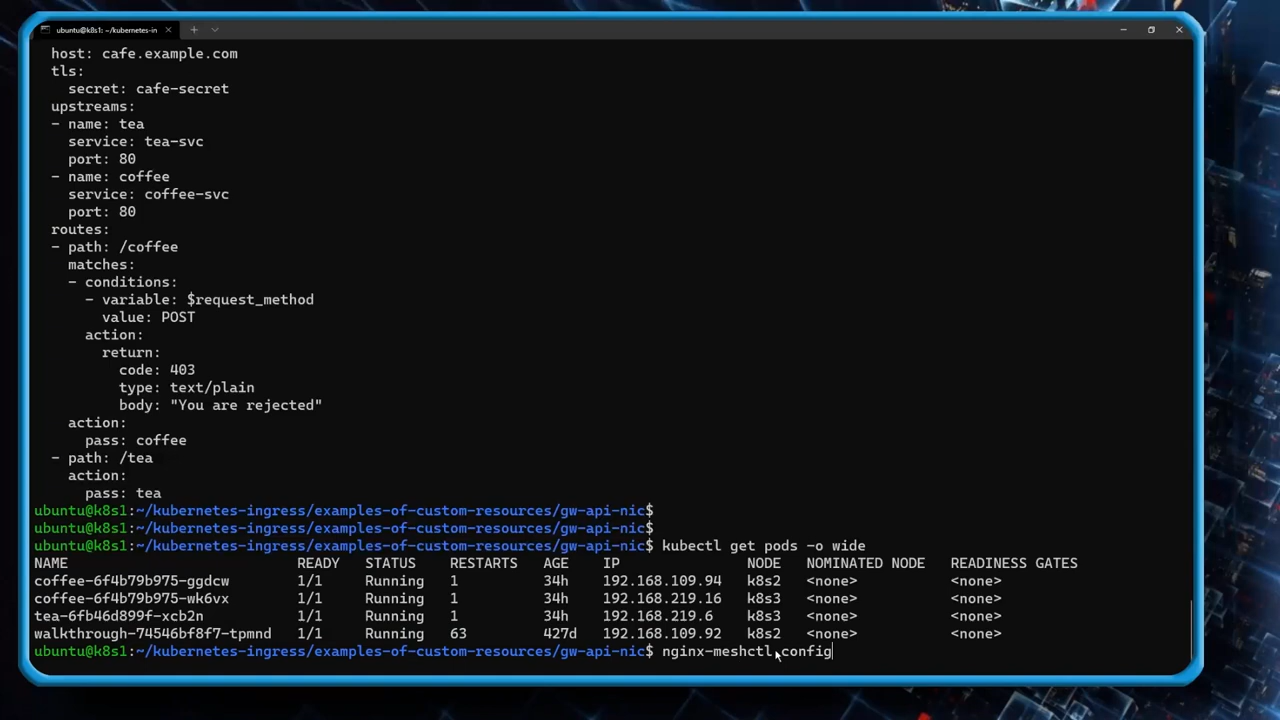 ubuntu@k8s1: ~/kubernetes-in
host: cafe.example.com
tls:
secret: cafe-secret
upstreams:
- name: tea
service: tea-svc
port: 80
- name: coffee
service: coffee-svc
port: 80
routes:
- path: /coffee
matches:
- conditions:
- variable: $request_method
value: POST
action:
return:
code: 403
type: text/plain
body: "You are rejected"
action:
pass: coffee
- path: /tea
action:
pass: tea
ubuntu@k8s1:~/kubernetes-ingress/examples-of-custom-resources/gw-api-nic$
ubuntu@k8s1:~/kubernetes-ingress/examples-of-custom-resources/gw-api-nic$
ubuntu@k8s1:~/kubernetes-ingress/examples-of-custom-resources/gw-api-nic$ kubectl get pods -o wide
NAME READY STATUS RESTARTS AGE IP NODE NOMINATED NODE READINESS GATES
coffee-6f4b79b975-ggdcw 1/1 Running 1 34h 192.168.109.94 k8s2 <none> <none>
coffee-6f4b79b975-wk6vx 1/1 Running 1 34h 192.168.219.16 k8s3 <none> <none>
tea-6fb46d899f-xcb2n 1/1 Running 1 34h 192.168.219.6 k8s3 <none> <none>
walkthrough-74546bf8f7-tpmnd 1/1 Running 63 427d 192.168.109.92 k8s2 <none> <none>
ubuntu@k8s1:~/kubernetes-ingress/examples-of-custom-resources/gw-api-nic$ nginx-meshctl config